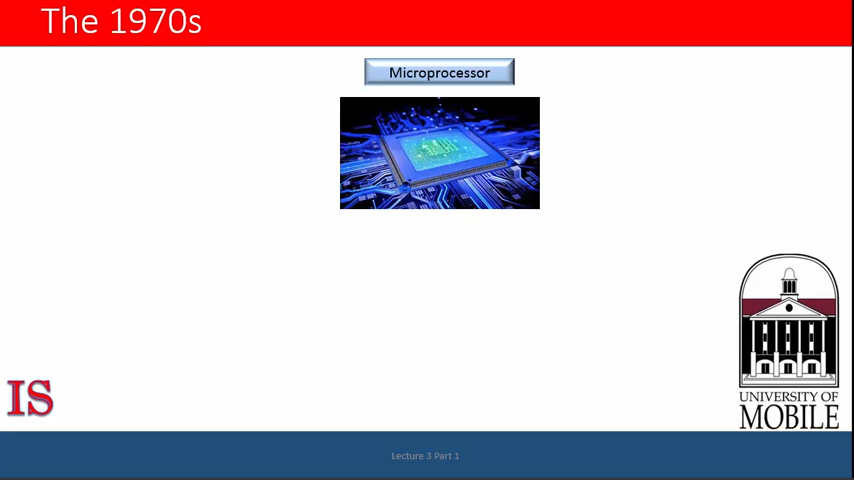 The 1970s
Microprocessor
IS
UNIVERSITY OF
MOBILE
Lecture 3 Part 1